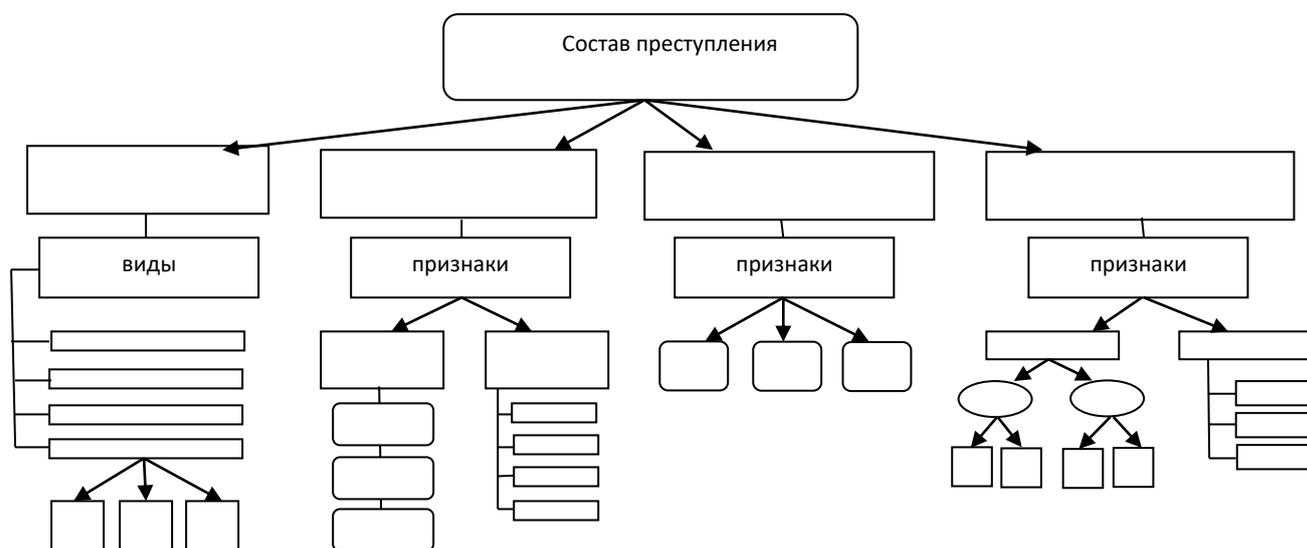 Состав преступления
виды
признаки
признаки
признаки